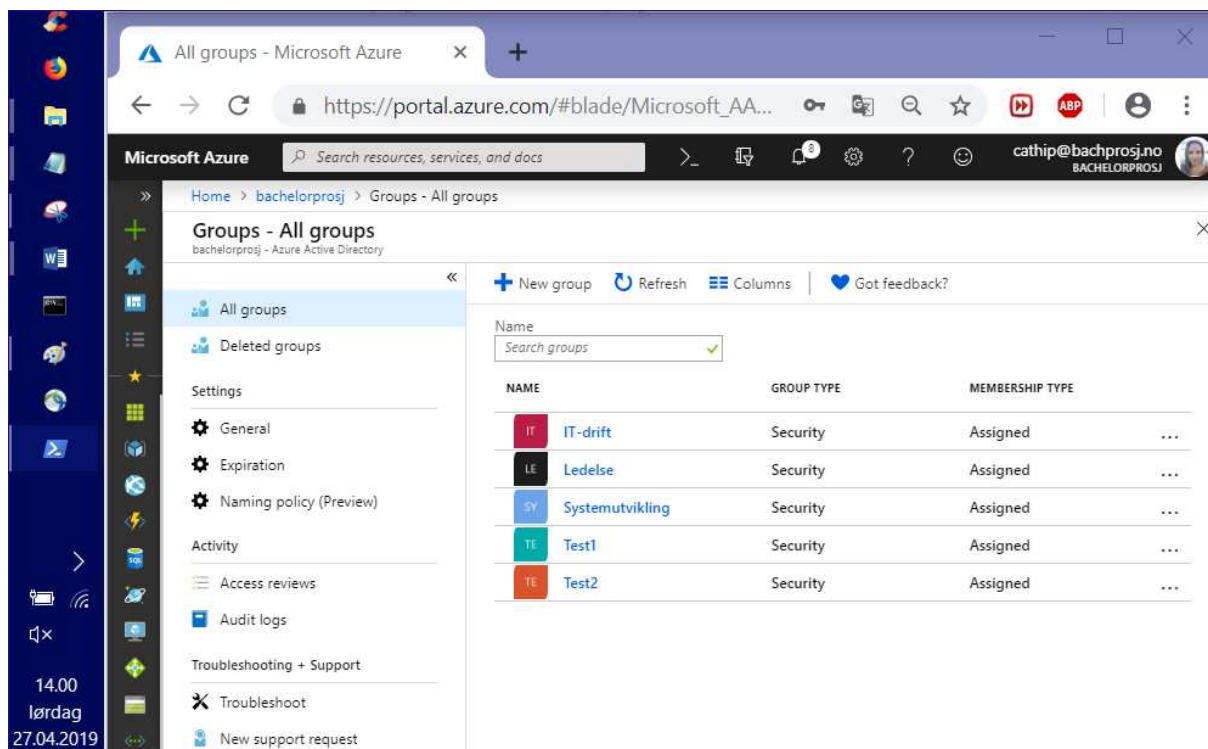 All groups - Microsoft Azure
https://portal.azure.com/#blade/Microsoft_AA...
ABP
Microsoft Azure
Search resources, services, and docs
8
cathip@bachprosj.no
BACHELORPROSJ
Home > bachelorprosj > Groups - All groups
Groups - All groups
bachelorprosj - Azure Active Directory
All groups
Deleted groups
Settings
General
Expiration
Naming policy (Preview)
Activity
Access reviews
Audit logs
Troubleshooting + Support
Troubleshoot
New support request
New group Refresh Columns Got feedback?
Name
Search groups
NAME GROUP TYPE MEMBERSHIP TYPE
IT IT-drift Security Assigned ...
LE Ledelse Security Assigned ...
SY Systemutvikling Security Assigned ...
TE Test1 Security Assigned ...
TE Test2 Security Assigned ...
SQL
14.00
lørdag
27.04.2019